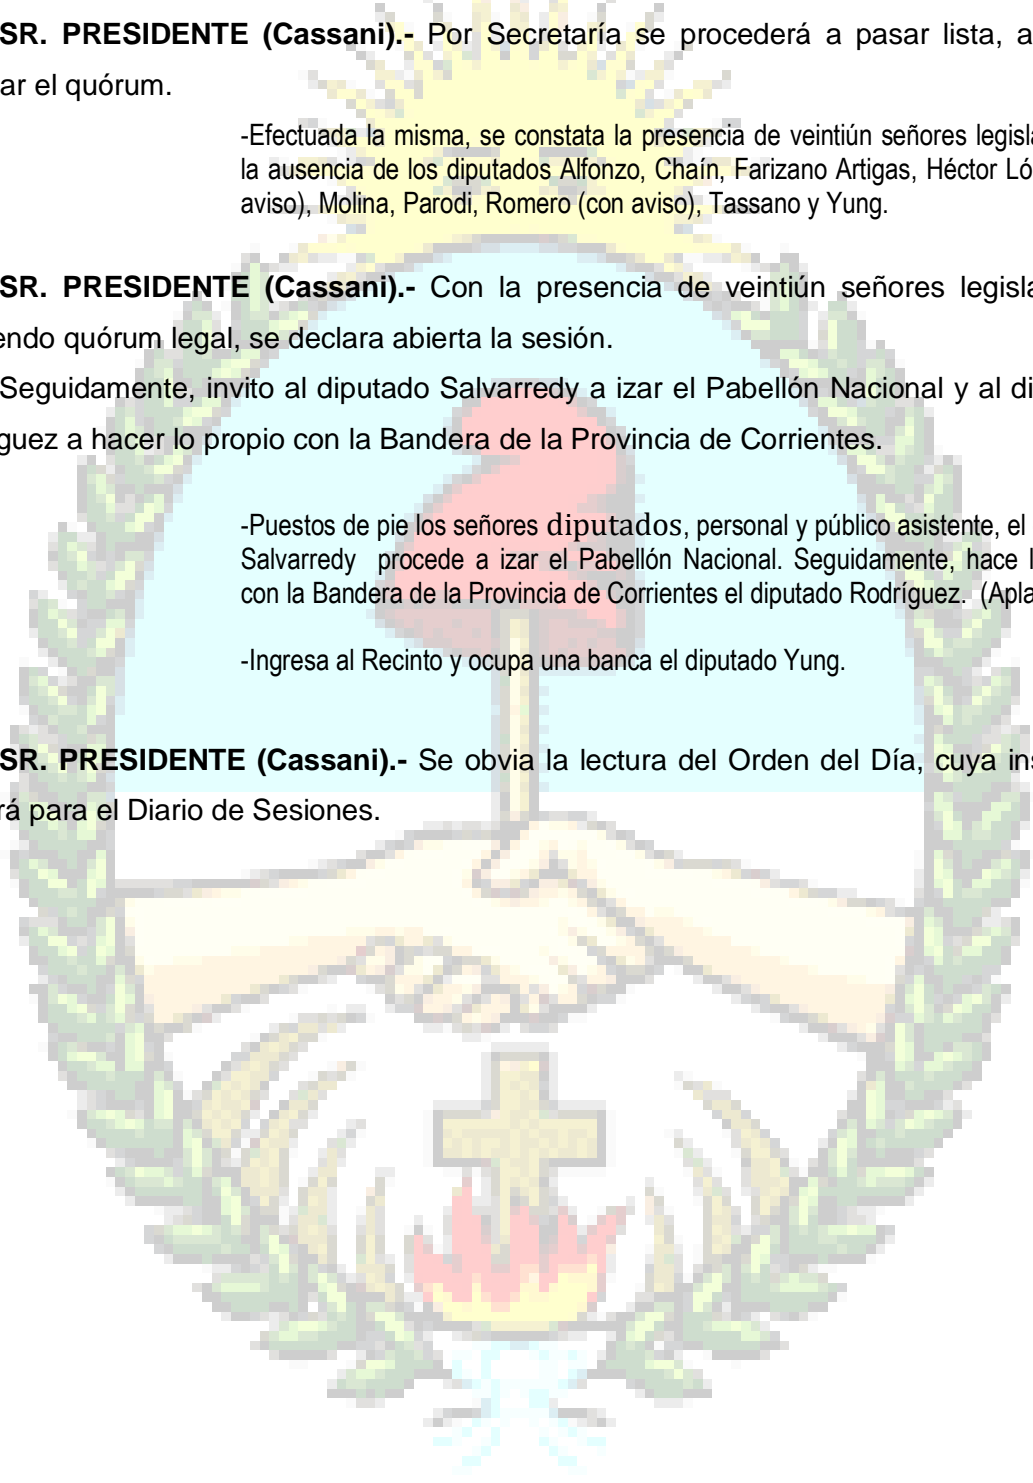 SR. PRESIDENTE (Cassani).- Por Secretaría se procederá a pasar lista, a
ar el quórum.
-Efectuada la misma, se constata la presencia de veintiún señores legisla
la ausencia de los diputados Alfonzo, Chaín, Farizano Artigas, Héctor Ló
aviso), Molina, Parodi, Romero (con aviso), Tassano y Yung.
SR. PRESIDENTE (Cassani).- Con la presencia de veintiún señores legisla
endo quórum legal, se declara abierta la sesión.
Seguidamente, invito al diputado Salvarredy a izar el Pabellón Nacional y al di
guez a hacer lo propio con la Bandera de la Provincia de Corrientes.
-Puestos de pie los señores diputados, personal y público asistente, el
Salvarredy procede a izar el Pabellón Nacional. Seguidamente, hace l
con la Bandera de la Provincia de Corrientes el diputado Rodríguez. (Apla
-Ingresa al Recinto y ocupa una banca el diputado Yung.
SR. PRESIDENTE (Cassani).- Se obvia la lectura del Orden del Día, cuya ins
rá para el Diario de Sesiones.